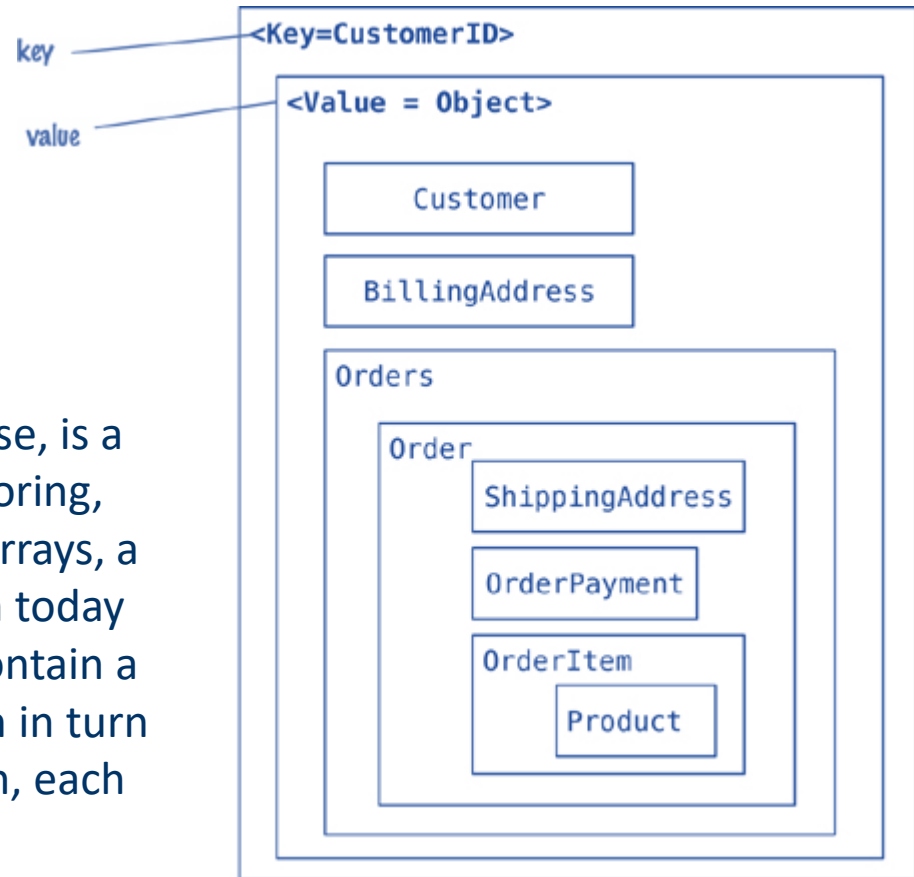 key
<Key=CustomerID>
value
<Value = Object>
Customer
BillingAddress
Orders
Order
ShippingAddress
OrderPayment
OrderItem
Product
se, is a
oring,
rrays, a
today
ontain a
in turn
, each